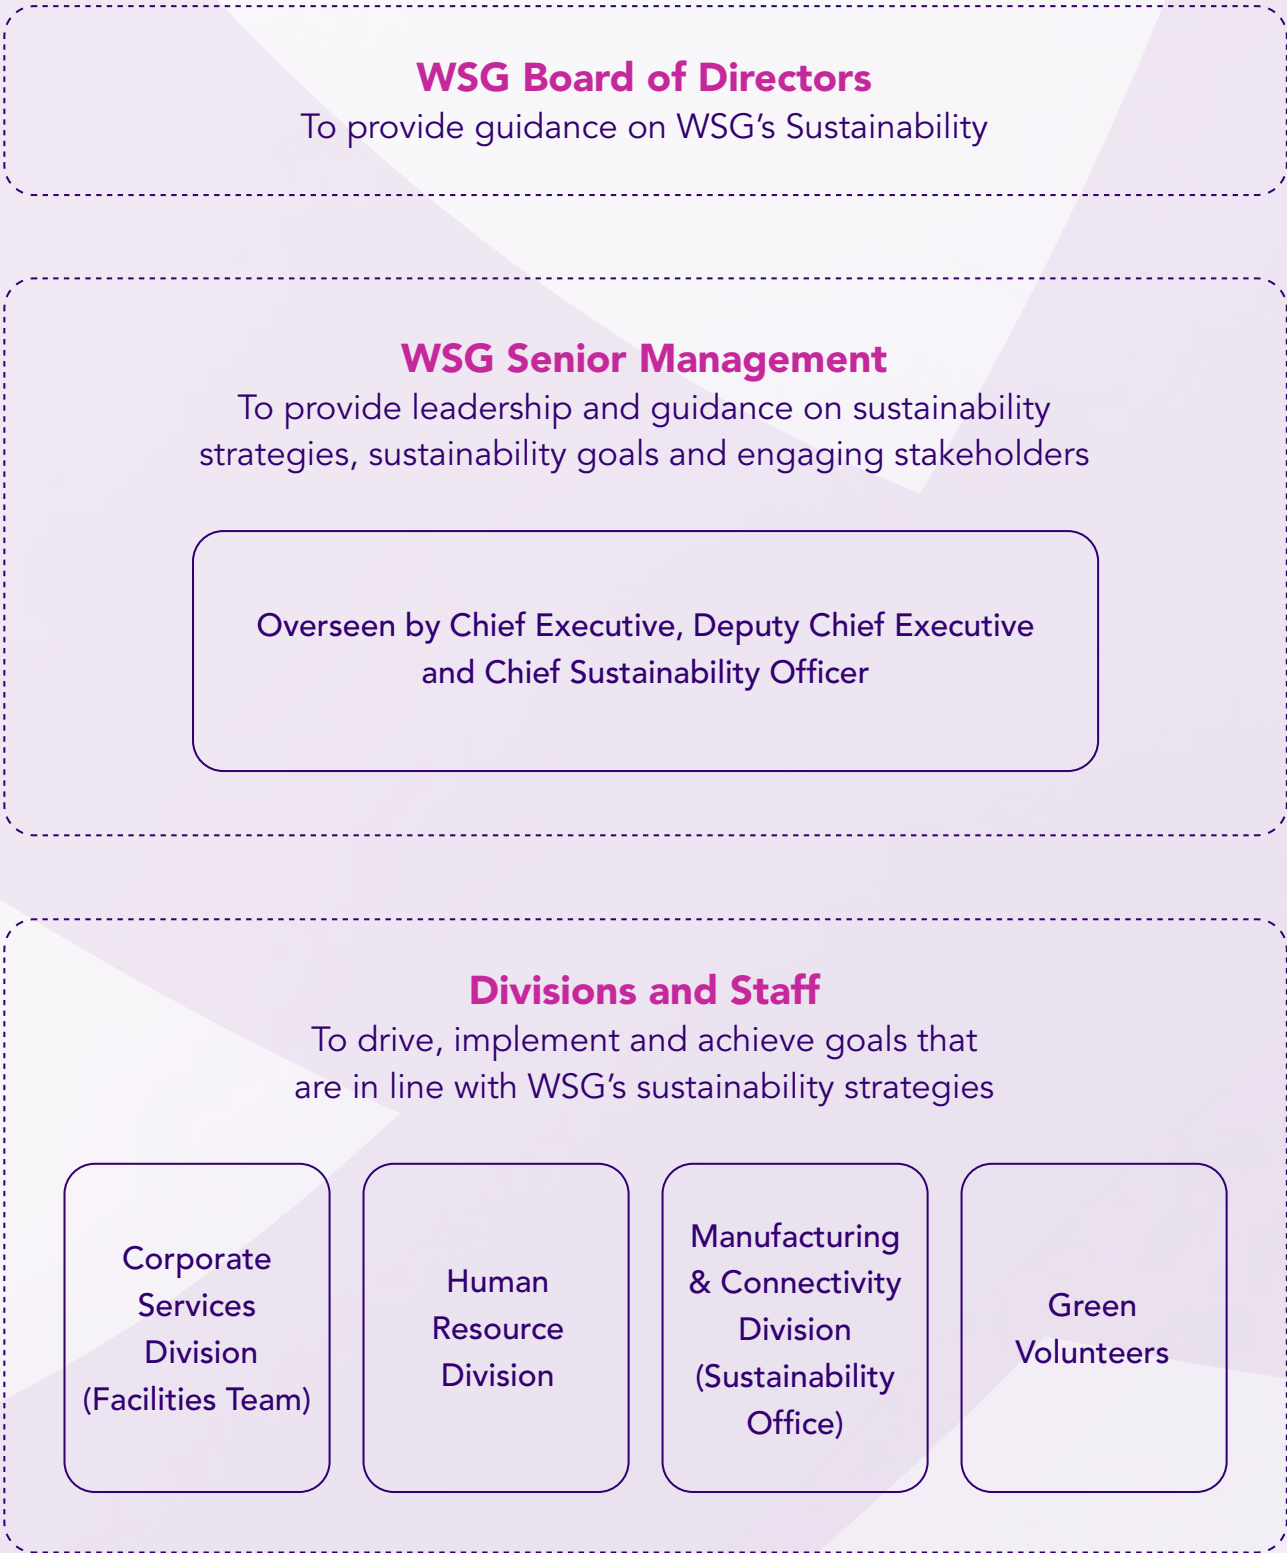 WSG Board of Directors
To provide guidance on WSG’s Sustainability
WSG Senior Management
To provide leadership and guidance on sustainability
strategies, sustainability goals and engaging stakeholders
Overseen by Chief Executive, Deputy Chief Executive
and Chief Sustainability Officer
Divisions and Staff
To drive, implement and achieve goals that
are in line with WSG’s sustainability strategies
Corporate
Services
Division
(Facilities Team)
Human
Resource
Division
Manufacturing
& Connectivity
Division
(Sustainability
Office)
Green
Volunteers